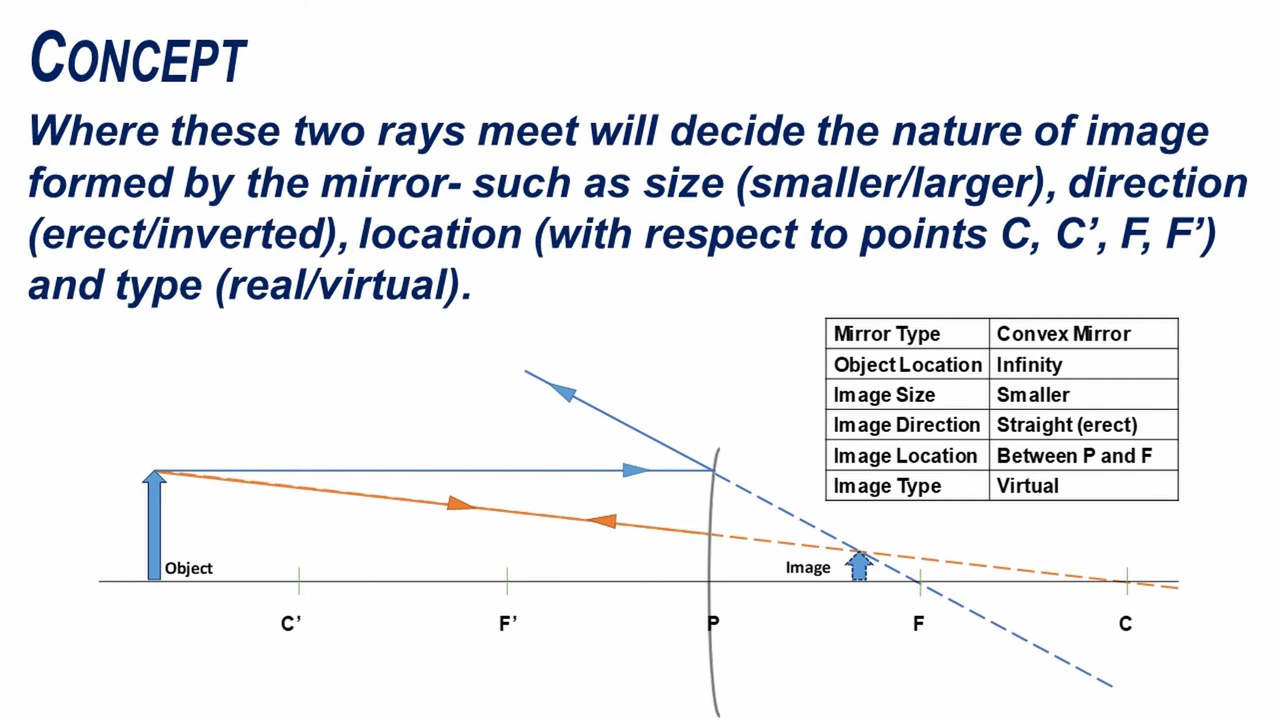 CONCEPT
Where these two rays meet will decide the nature of image
formed by the mirror- such as size (smaller/larger), direction
(erect/inverted), location (with respect to points C, C’, F, F’)
and type (real/virtual).
Mirror Type Convex Mirror
Object Location Infinity
Image Size Smaller
Image Direction Straight (erect)
Image Location Between P and F
Image Type Virtual
Object
Image
C’ F’ P F C